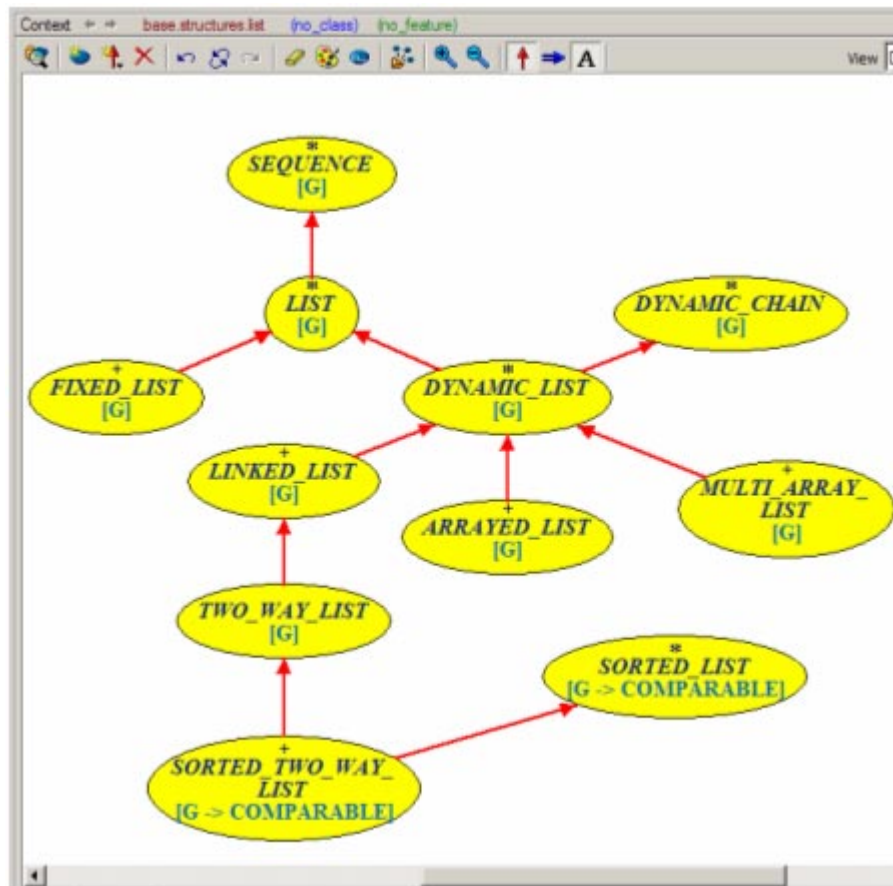 Context base.structures.list (no_class) (no_feature)
A View
*
SEQUENCE
[G]
*
LIST
[G]
*
DYNAMIC_CHAIN
[G]
+
FIXED_LIST
[G]
*
DYNAMIC_LIST
[G]
+
LINKED_LIST
[G]
+
ARRAYED_LIST
[G]
+
MULTI_ARRAY_
LIST
[G]
TWO_WAY_LIST
[G]
*
SORTED_LIST
[G -> COMPARABLE]
+
SORTED_TWO_WAY_
LIST
[G -> COMPARABLE]